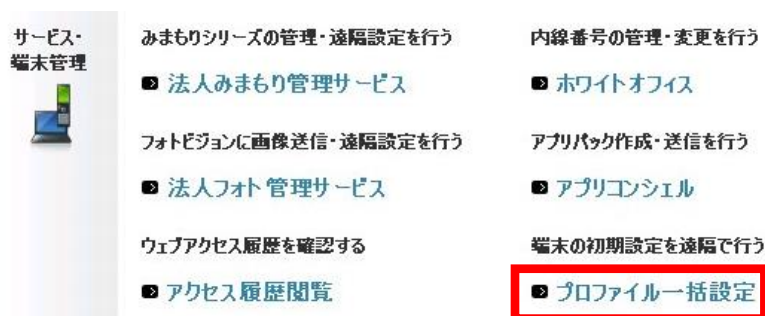 サービス・
端末管理
みまもりシリーズの管理・遠隔設定を行う
法人みまもり管理サービス
フォトビジョンに画像送信・遠隔設定を行う
法人フォト管理サービス
ウェブアクセス履歴を確認する
アクセス履歴閲覧
内線番号の管理・変更を行う
ホワイトオフィス
アプリパック作成・送信を行う
アプリコンシェル
端末の初期設定を遠隔で行う
プロファイル一括設定